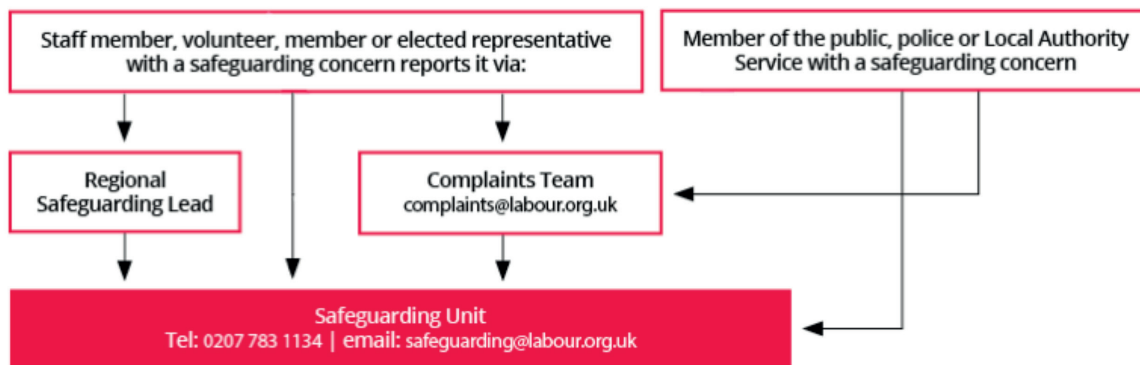 Staff member, volunteer, member or elected representative
with a safeguarding concern reports it via:
Member of the public, police or Local Authority
Service with a safeguarding concern
Regional
Safeguarding Lead
Complaints Team
complaints@labour.org.uk
Safeguarding Unit
Tel: 0207 783 1134 | email: safeguarding@labour.org.uk